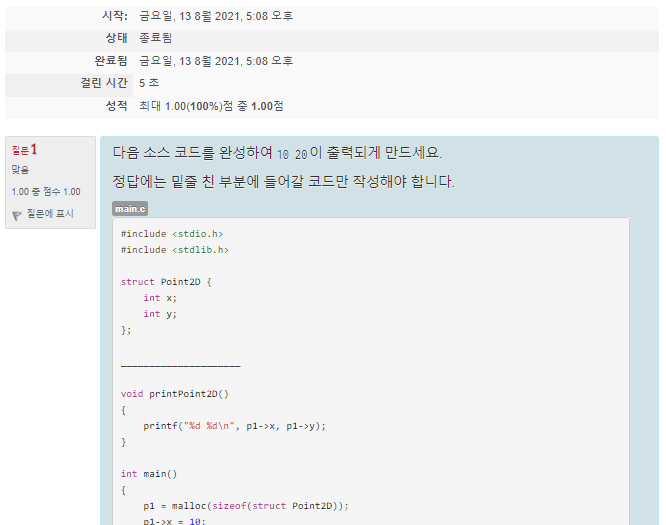 시작: 금요일, 13 8월 2021, 5:08 오후
상태 종료됨
완료됨 금요일, 13 8월 2021, 5:08 오후
걸린 시간 5 초
성적 최대 1.00(100%)점 중 1.00점
질문 1
맞음
1.00 중 점수 1.00
질문에 표시
다음 소스 코드를 완성하여 10 20이 출력되게 만드세요.
정답에는 밑줄 친 부분에 들어갈 코드만 작성해야 합니다.
main.c
#include <stdio.h>
#include <stdlib.h>
struct Point2D {
    int x;
    int y;
};
_____________________
void printPoint2D()
{
    printf("%d %d\n", p1->x, p1->y);
}
int main()
{
    p1 = malloc(sizeof(struct Point2D));
    p1->x = 10;